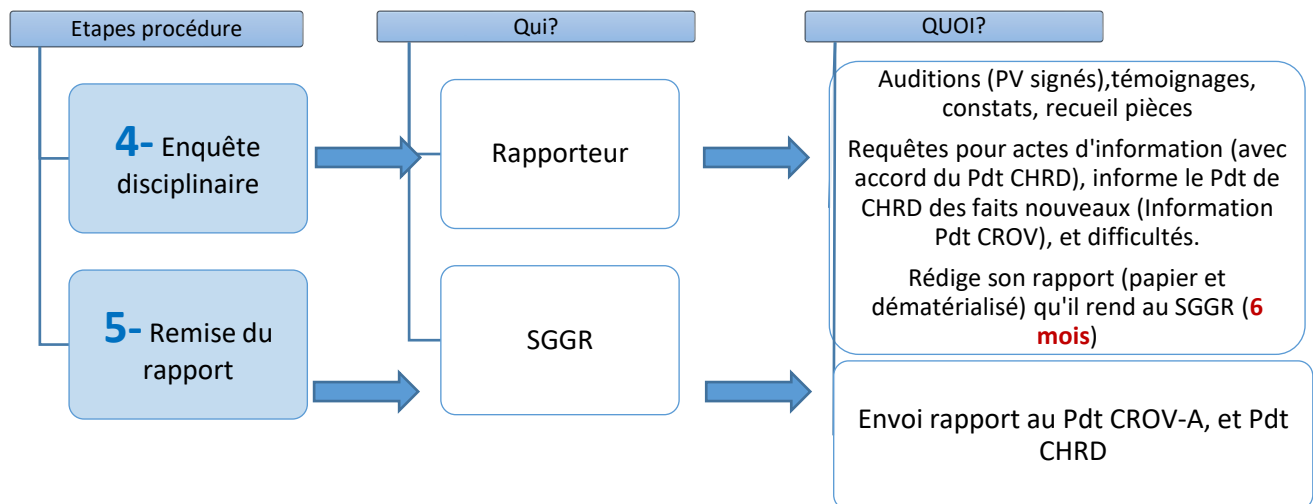 Etapes procédure
Qui?
QUOI?
4- Enquête
disciplinaire
Rapporteur
Auditions (PV signés),témoignages,
constats, recueil pièces
Requêtes pour actes d'information (avec
accord du Pdt CHRD), informe le Pdt de
CHRD des faits nouveaux (Information
Pdt CROV), et difficultés.
Rédige son rapport (papier et
dématérialisé) qu'il rend au SGGR (6
mois)
5- Remise du
rapport
SGGR
Envoi rapport au Pdt CROV-A, et Pdt
CHRD